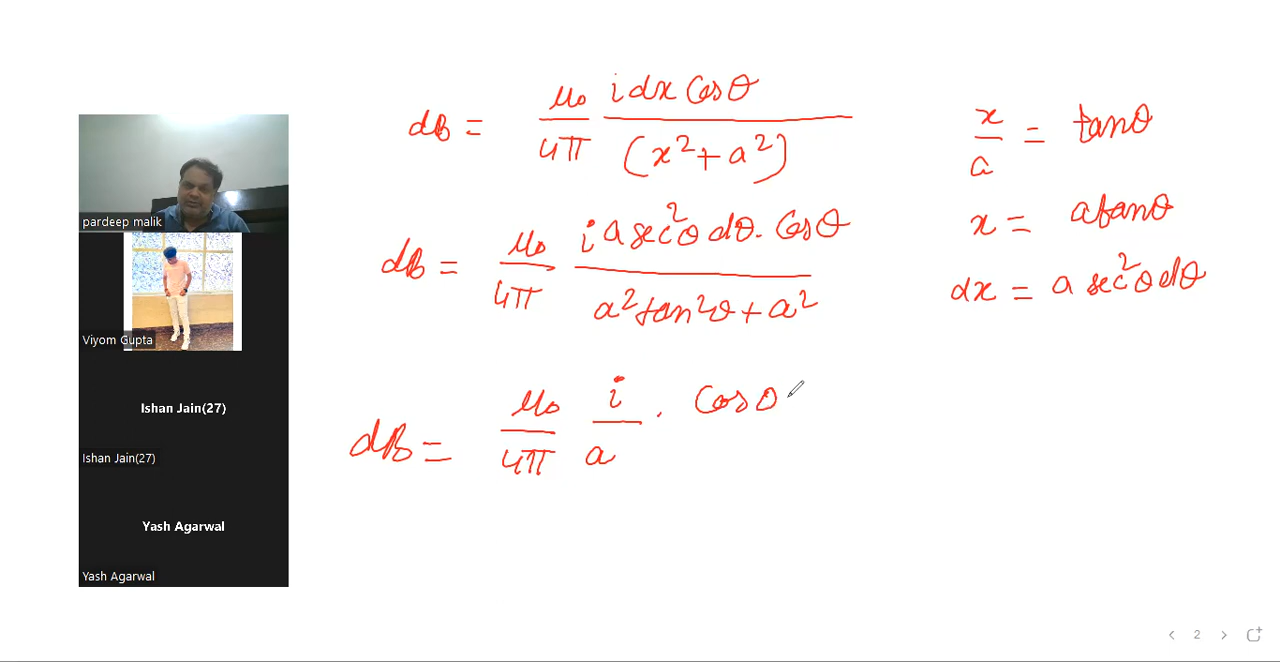 dB = μ₀/4π i dx Cosθ/(x² + a²)
x/a = tanθ
dB = μ₀/4π i a sec²θ dθ. Cosθ/a²tan²θ + a²
x = a tanθ
dx = a sec²θ dθ
dB = μ₀/4π i/a . Cosθ
pardeep malik
Viyom Gupta
Ishan Jain(27)
Ishan Jain(27)
Yash Agarwal
Yash Agarwal
2